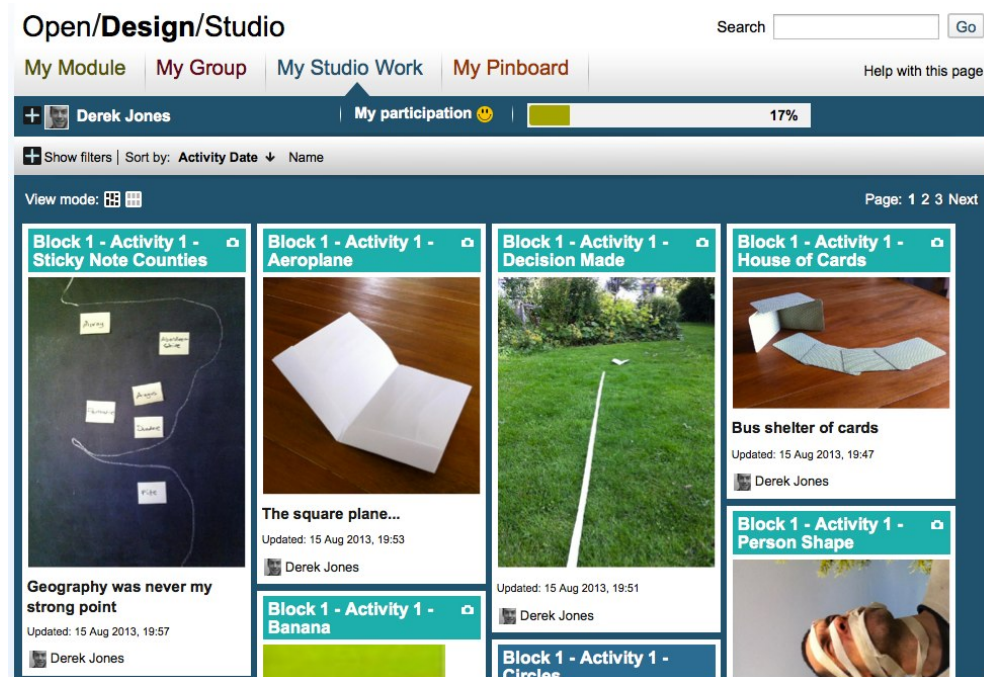 Open/Design/Studio
Search
Go
My Module
My Group
My Studio Work
My Pinboard
Help with this page
Derek Jones
My participation
17%
Show filters | Sort by: Activity Date ↓ Name
View mode:
Page: 1 2 3 Next
Block 1 - Activity 1 -
Sticky Note Counties
Angus
Dundee
Fife
Geography was never my
strong point
Updated: 15 Aug 2013, 19:57
Derek Jones
Block 1 - Activity 1 -
Aeroplane
The square plane...
Updated: 15 Aug 2013, 19:53
Derek Jones
Block 1 - Activity 1 -
Banana
Block 1 - Activity 1 -
Decision Made
Updated: 15 Aug 2013, 19:51
Derek Jones
Block 1 - Activity 1 -
Circles
Block 1 - Activity 1 -
House of Cards
Bus shelter of cards
Updated: 15 Aug 2013, 19:47
Derek Jones
Block 1 - Activity 1 -
Person Shape